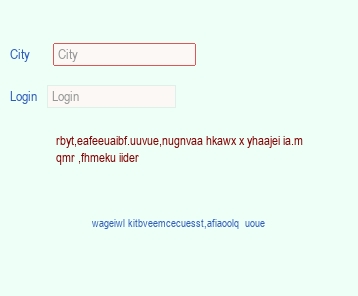 City City
Login Login
rbyt,eafeeuaibf.uuvue,nugnvaa hkawx x yhaajei ia.m
qmr ,fhmeku iider
wageiwl kitbveemcecuesst,afiaoolq uoue